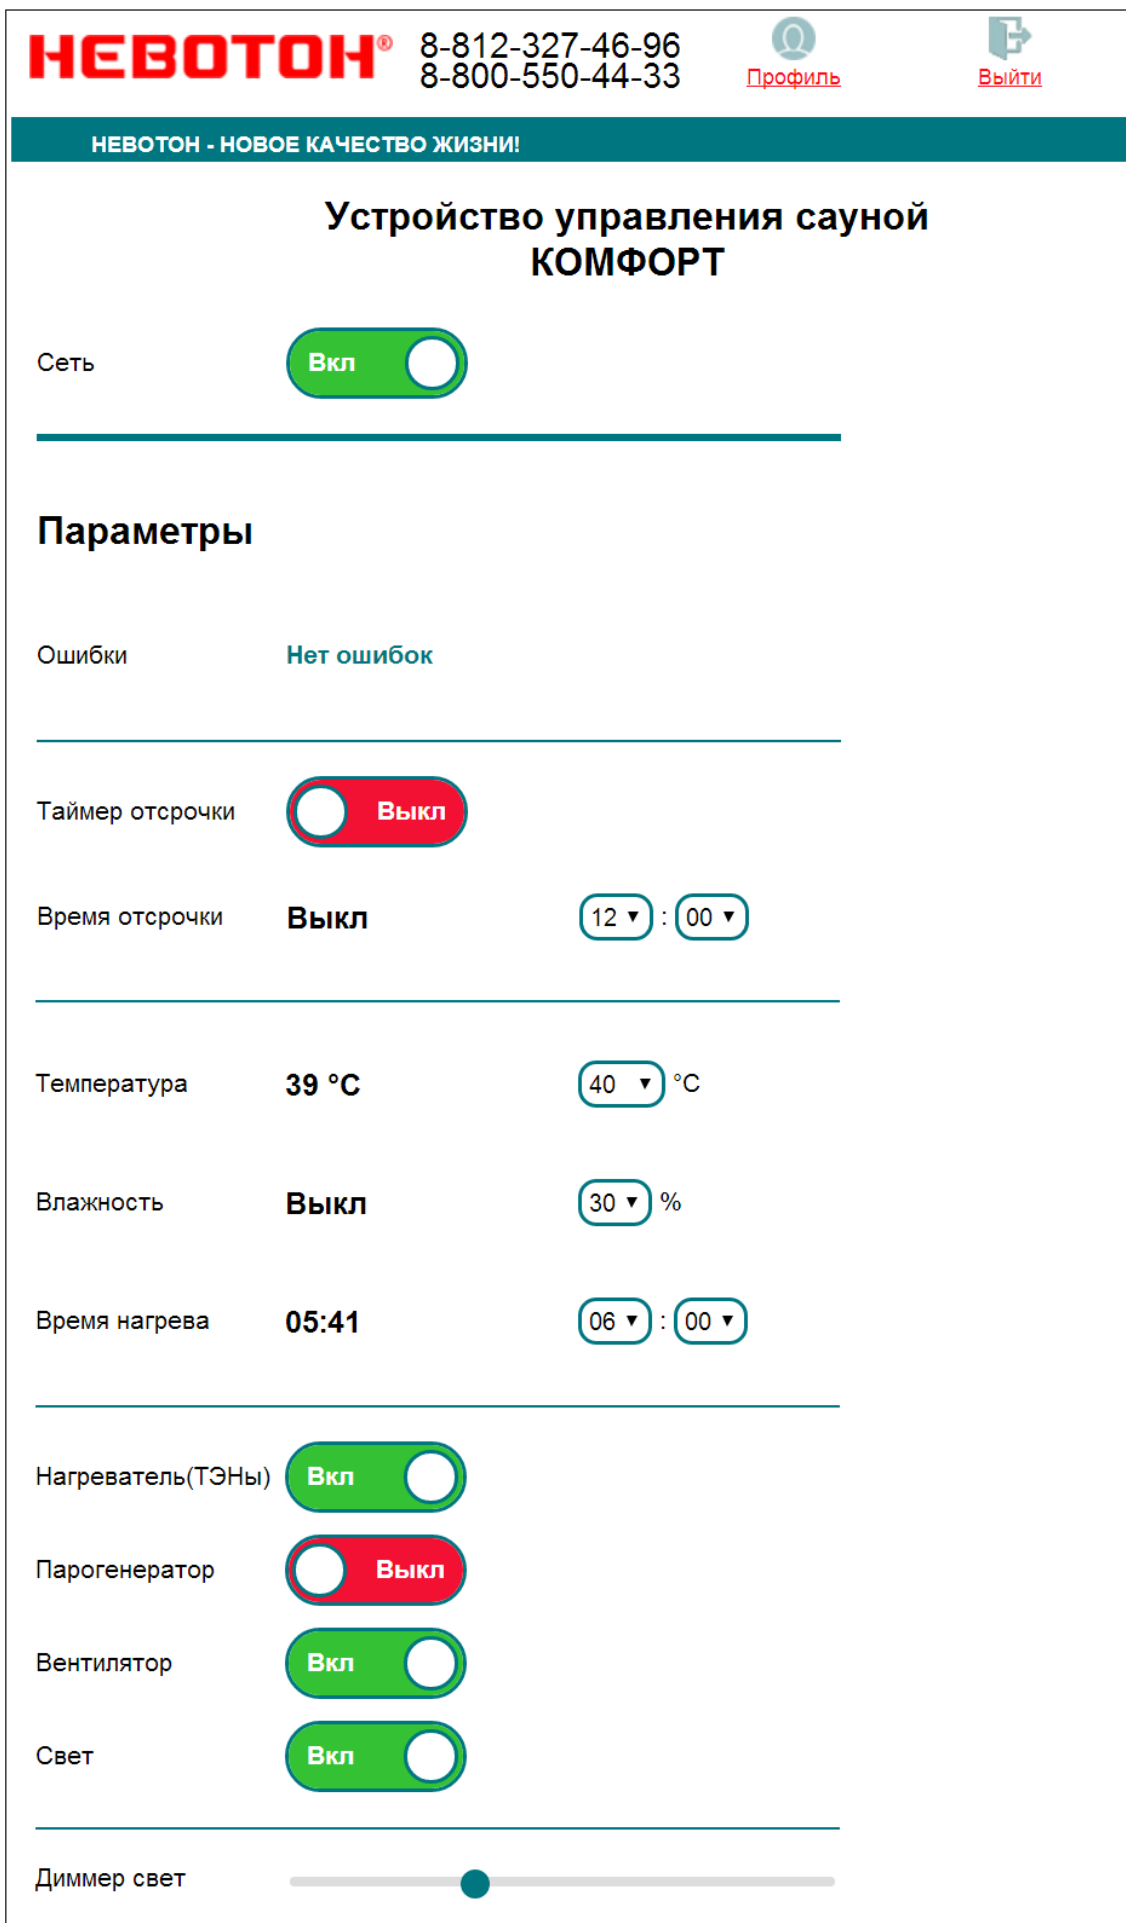 НЕВОТОН®
8-812-327-46-96
8-800-550-44-33
Профиль
Выйти
НЕВОТОН - НОВОЕ КАЧЕСТВО ЖИЗНИ!
Устройство управления сауной
КОМФОРТ
Сеть Вкл
Параметры
Ошибки Нет ошибок
Таймер отсрочки Выкл
Время отсрочки Выкл 12 : 00
Температура 39 °C 40 °C
Влажность Выкл 30 %
Время нагрева 05:41 06 : 00
Нагреватель(ТЭНы) Вкл
Парогенератор Выкл
Вентилятор Вкл
Свет Вкл
Диммер свет